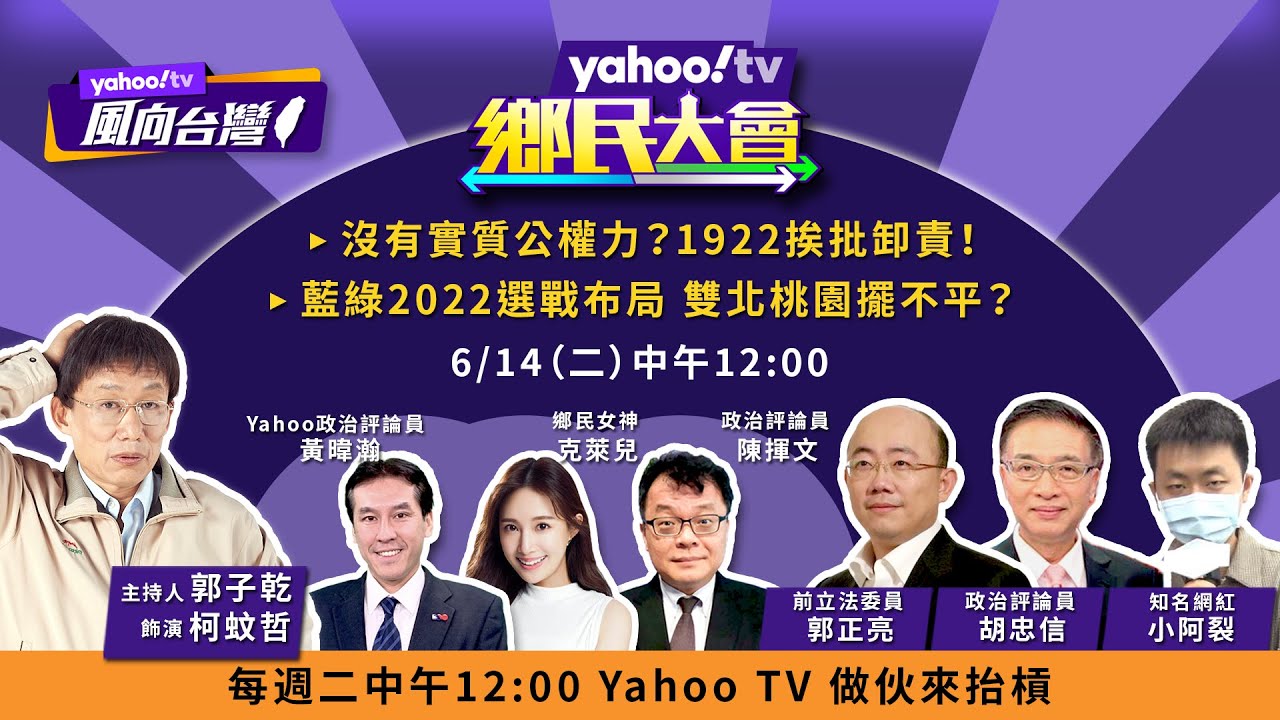 yahoo!tv
風向台灣
yahoo!tv
鄉民大會
▸ 沒有實質公權力?1922挨批卸責!
▸ 藍綠2022選戰布局 雙北桃園擺不平?
6/14(二)中午12:00
Yahoo政治評論員
黃暐瀚
鄉民女神
克萊兒
政治評論員
陳揮文
主持人 郭子乾
飾演 柯蚊哲
前立法委員
郭正亮
政治評論員
胡忠信
知名網紅
小阿裂
每週二中午12:00 Yahoo TV 做伙來抬槓